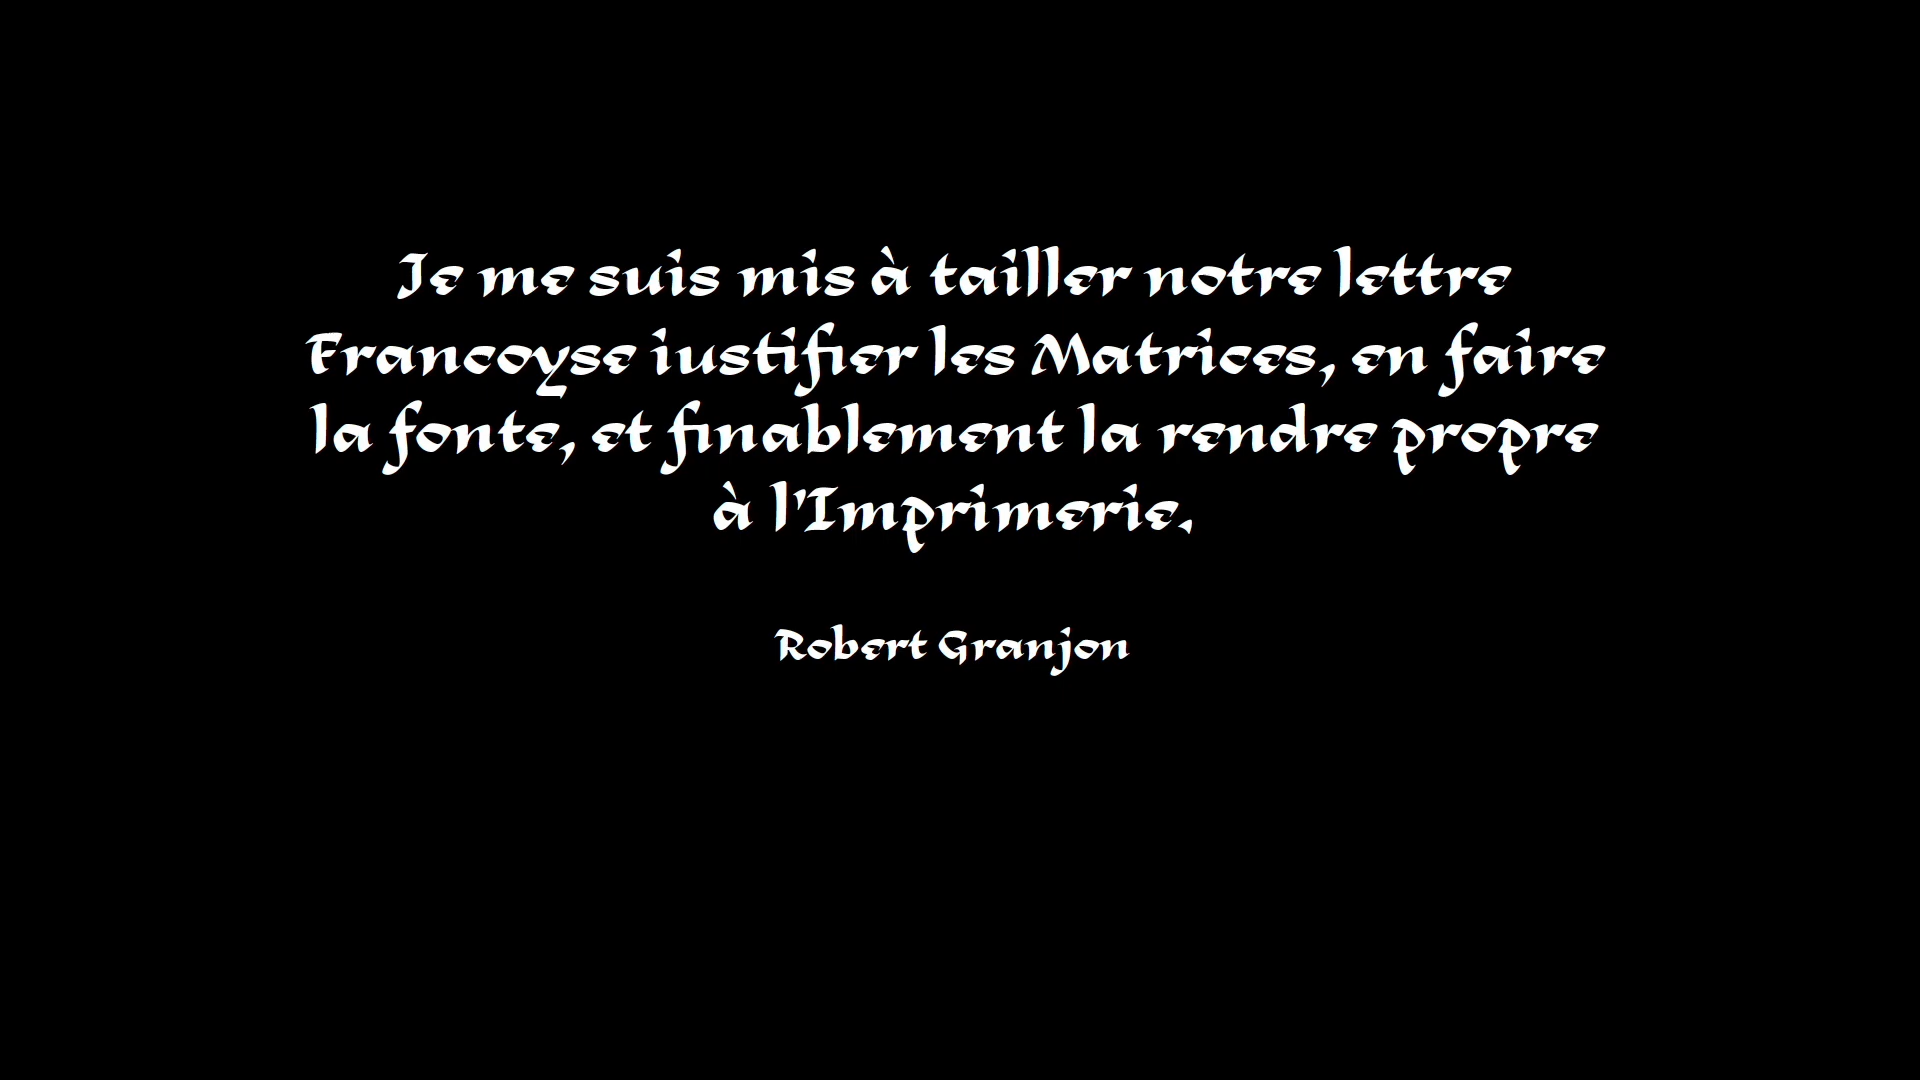 Je me suis mis à tailler notre lettre
Francoyse iustifier les Matrices, en faire
la fonte, et finablement la rendre propre
à l'Imprimerie.
Robert Granjon